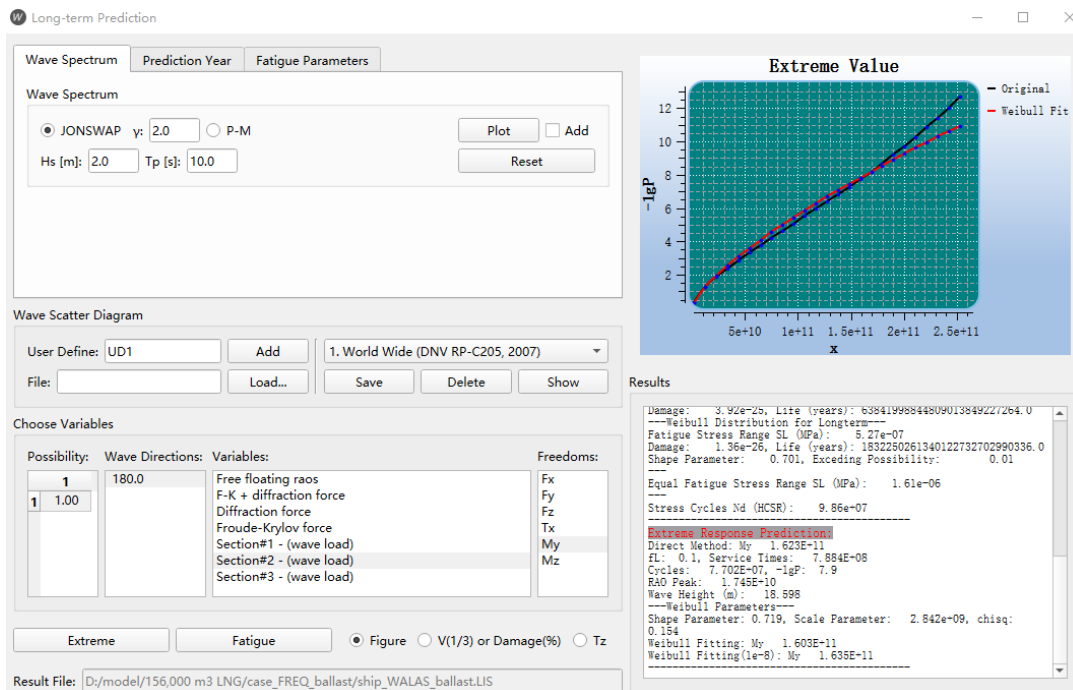 Long-term Prediction
Wave Spectrum
Prediction Year
Fatigue Parameters
Wave Spectrum
JONSWAP γ: 2.0 P-M
Plot Add
Hs [m]: 2.0 Tp [s]: 10.0
Reset
Extreme Value
Original
Weibull Fit
-lgP
12
10
8
6
4
2
5e+10 1e+11 1.5e+11 2e+11 2.5e+11
x
Wave Scatter Diagram
User Define: UD1 Add 1. World Wide (DNV RP-C205, 2007)
File: Load... Save Delete Show
Choose Variables
Possibility: Wave Directions: Variables: Freedoms:
1
1 1.00
180.0
Free floating raos
F-K + diffraction force
Diffraction force
Froude-Krylov force
Section#1 - (wave load)
Section#2 - (wave load)
Section#3 - (wave load)
Fx
Fy
Fz
Tx
My
Mz
Extreme Fatigue Figure V(1/3) or Damage(%) Tz
Result File: D:/model/156,000 m3 LNG/case_FREQ_ballast/ship_WALAS_ballast.LIS
Results
Damage: 3.92e-25, Life (years): 63841998844809013849227264.0
---Weibull Distribution for Longterm---
Fatigue Stress Range SL (MPa): 5.27e-07
Damage: 1.36e-26, Life (years): 1832250261340122732702990336.0
Shape Parameter: 0.701, Exceding Possibility: 0.01
---
Equal Fatigue Stress Range SL (MPa): 1.61e-06
---
Stress Cycles Nd (HCSR): 9.86e+07
-------------------------------------------
Extreme Response Prediction:
Direct Method: My 1.623E+11
fL: 0.1, Service Times: 7.884E+08
Cycles: 7.702E+07, -lgP: 7.9
RAO Peak: 1.745E+10
Wave Height (m): 18.598
---Weibull Parameters---
Shape Parameter: 0.719, Scale Parameter: 2.842e+09, chisq:
0.154
Weibull Fitting: My 1.603E+11
Weibull Fitting(1e-8): My 1.635E+11
-------------------------------------------